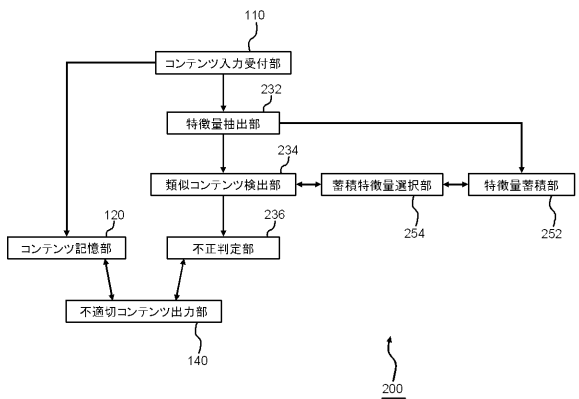 110
コンテンツ入力受付部
232
特徴量抽出部
234
類似コンテンツ検出部
蓄積特徴量選択部
特徴量蓄積部
254
252
120
コンテンツ記憶部
236
不正判定部
不適切コンテンツ出力部
140
200